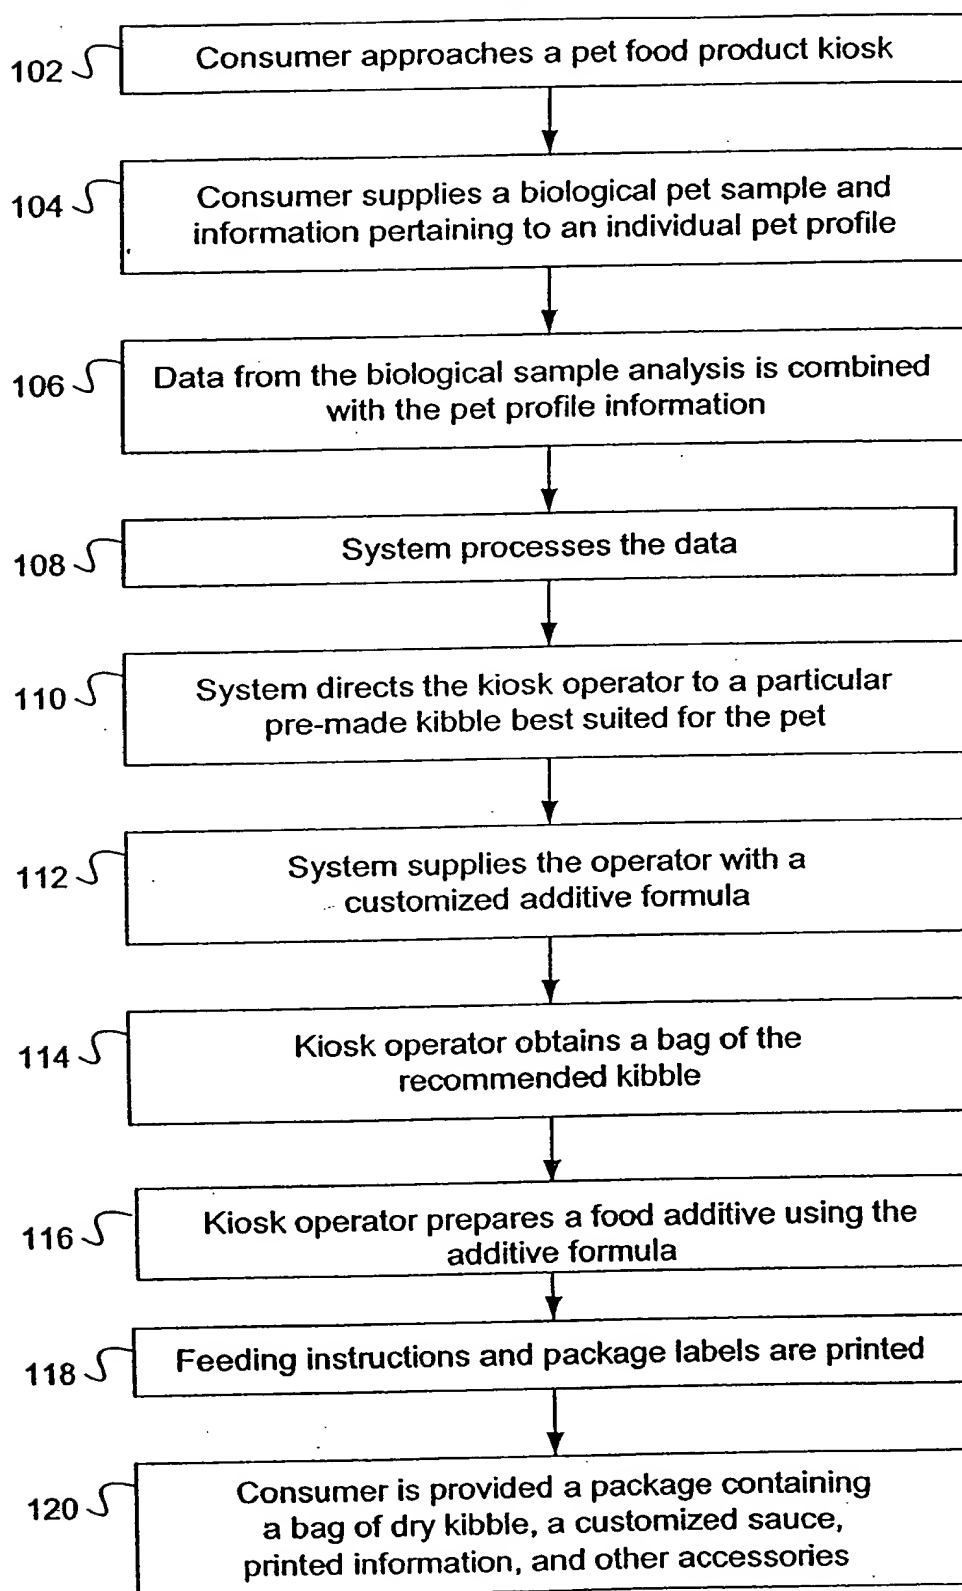 102
Consumer approaches a pet food product kiosk
104
Consumer supplies a biological pet sample and
information pertaining to an individual pet profile
106
Data from the biological sample analysis is combined
with the pet profile information
108
System processes the data
110
System directs the kiosk operator to a particular
pre-made kibble best suited for the pet
112
System supplies the operator with a
customized additive formula
114
Kiosk operator obtains a bag of the
recommended kibble
116
Kiosk operator prepares a food additive using the
additive formula
118
Feeding instructions and package labels are printed
120
Consumer is provided a package containing
a bag of dry kibble, a customized sauce,
printed information, and other accessories